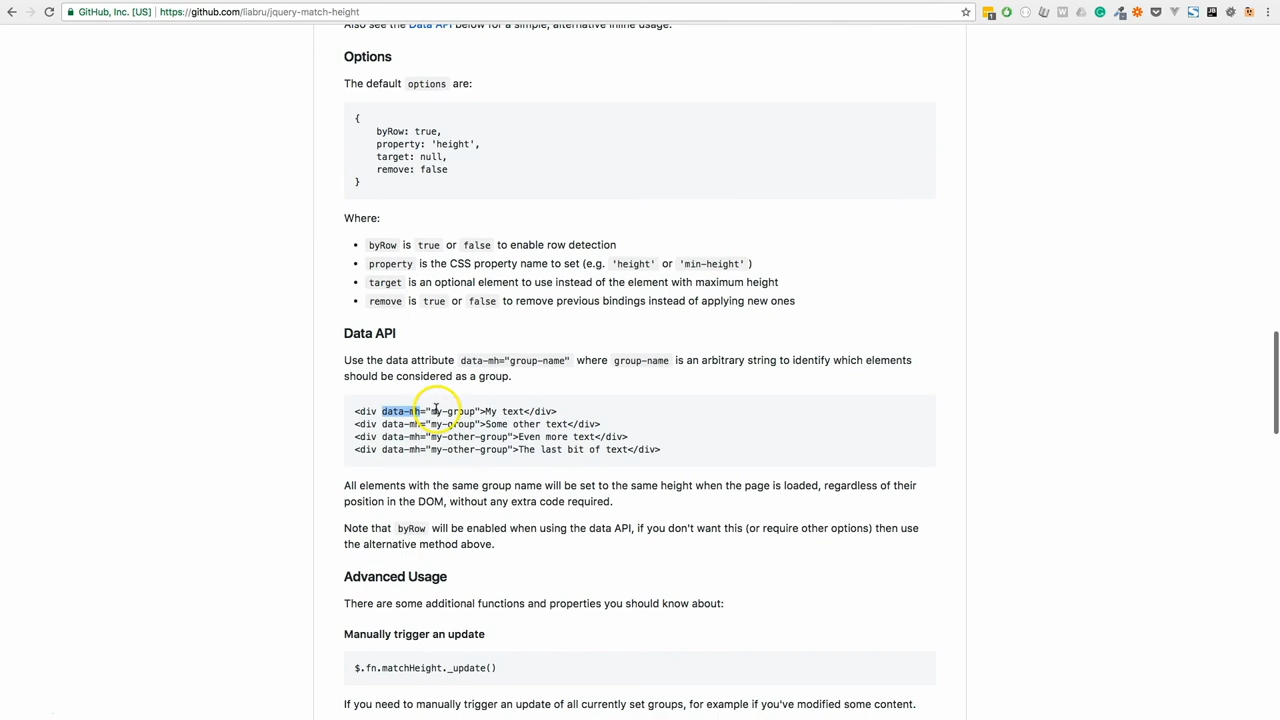 GitHub, Inc. [US] https://github.com/liabru/jquery-match-height
Also see the Data API below for a simple, alternative inline usage.
Options
The default options are:
{
byRow: true,
property: 'height',
target: null,
remove: false
}
Where:
• byRow is true or false to enable row detection
• property is the CSS property name to set (e.g. 'height' or 'min-height' )
• target is an optional element to use instead of the element with maximum height
• remove is true or false to remove previous bindings instead of applying new ones
Data API
Use the data attribute data-mh="group-name" where group-name is an arbitrary string to identify which elements
should be considered as a group.
<div data-mh="my-group">My text</div>
<div data-mh="my-group">Some other text</div>
<div data-mh="my-other-group">Even more text</div>
<div data-mh="my-other-group">The last bit of text</div>
All elements with the same group name will be set to the same height when the page is loaded, regardless of their
position in the DOM, without any extra code required.
Note that byRow will be enabled when using the data API, if you don't want this (or require other options) then use
the alternative method above.
Advanced Usage
There are some additional functions and properties you should know about:
Manually trigger an update
$.fn.matchHeight._update()
If you need to manually trigger an update of all currently set groups, for example if you've modified some content.